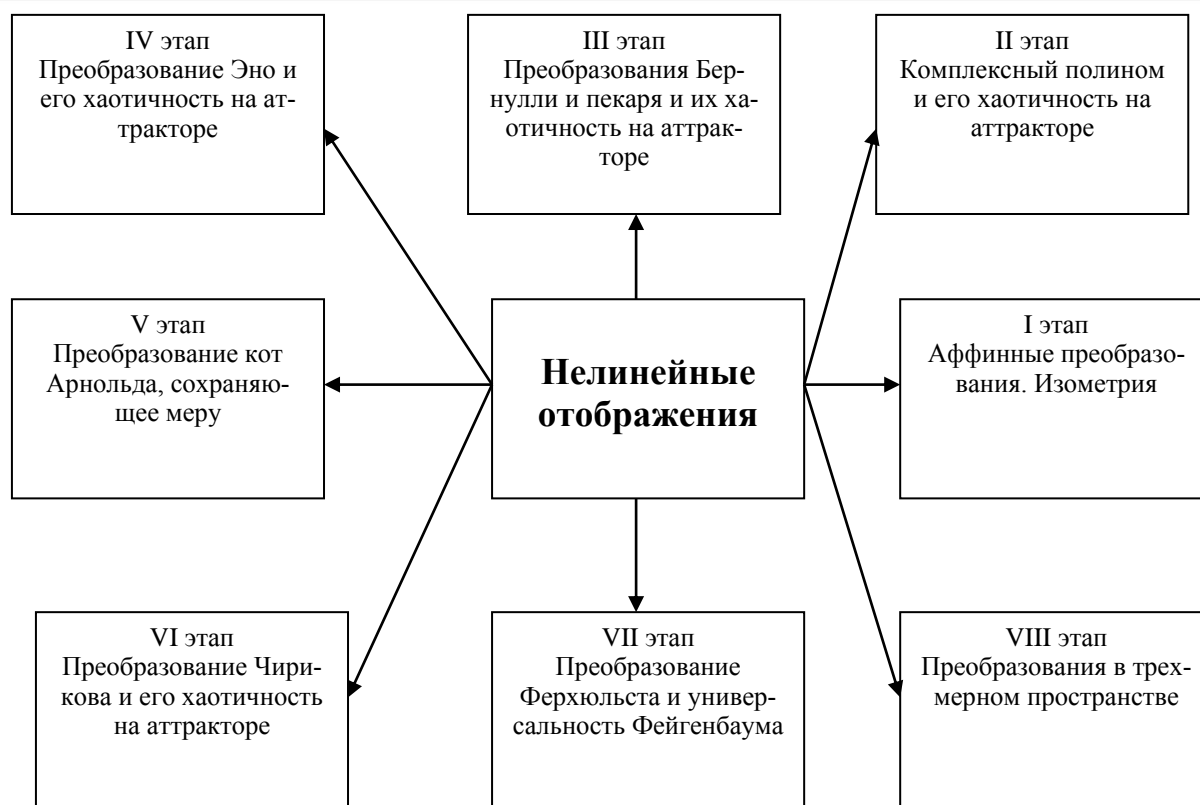 IV этап
Преобразование Эно и
его хаотичность на ат-
тракторе
III этап
Преобразования Бер-
нулли и пекаря и их ха-
отичность на аттрак-
торе
II этап
Комплексный полином
и его хаотичность на
аттракторе
V этап
Преобразование кот
Арнольда, сохраняю-
щее меру
Нелинейные
отображения
I этап
Аффинные преобразо-
вания. Изометрия
VI этап
Преобразование Чири-
кова и его хаотичность
на аттракторе
VII этап
Преобразование
Ферхюльста и универ-
сальность Фейгенбаума
VIII этап
Преобразования в трех-
мерном пространстве